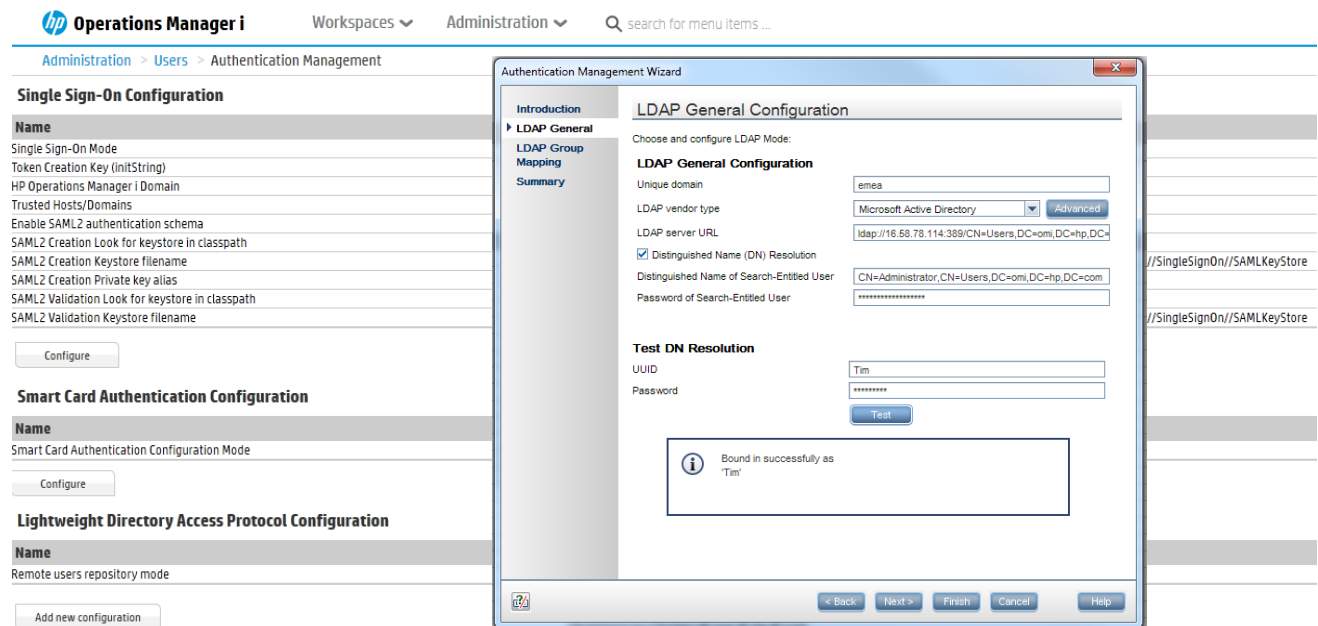 hp Operations Manager i Workspaces Administration search for menu items ...
Administration > Users > Authentication Management
Single Sign-On Configuration
Name
Single Sign-On Mode
Token Creation Key (initString)
HP Operations Manager i Domain
Trusted Hosts/Domains
Enable SAML2 authentication schema
SAML2 Creation Look for keystore in classpath
SAML2 Creation Keystore filename
//SingleSignOn//SAMLKeyStore
SAML2 Creation Private key alias
SAML2 Validation Look for keystore in classpath
SAML2 Validation Keystore filename
//SingleSignOn//SAMLKeyStore
Configure
Smart Card Authentication Configuration
Name
Smart Card Authentication Configuration Mode
Configure
Lightweight Directory Access Protocol Configuration
Name
Remote users repository mode
Add new configuration
Authentication Management Wizard
Introduction
LDAP General
LDAP Group
Mapping
Summary
LDAP General Configuration
Choose and configure LDAP Mode:
LDAP General Configuration
Unique domain emea
LDAP vendor type Microsoft Active Directory Advanced
LDAP server URL ldap://16.58.78.114:389/CN=Users,DC=omi,DC=hp,DC=
Distinguished Name (DN) Resolution
Distinguished Name of Search-Entitled User CN=Administrator,CN=Users,DC=omi,DC=hp,DC=com
Password of Search-Entitled User ******************
Test DN Resolution
UUID Tim
Password *********
Test
Bound in successfully as
'Tim'
< Back Next > Finish Cancel Help